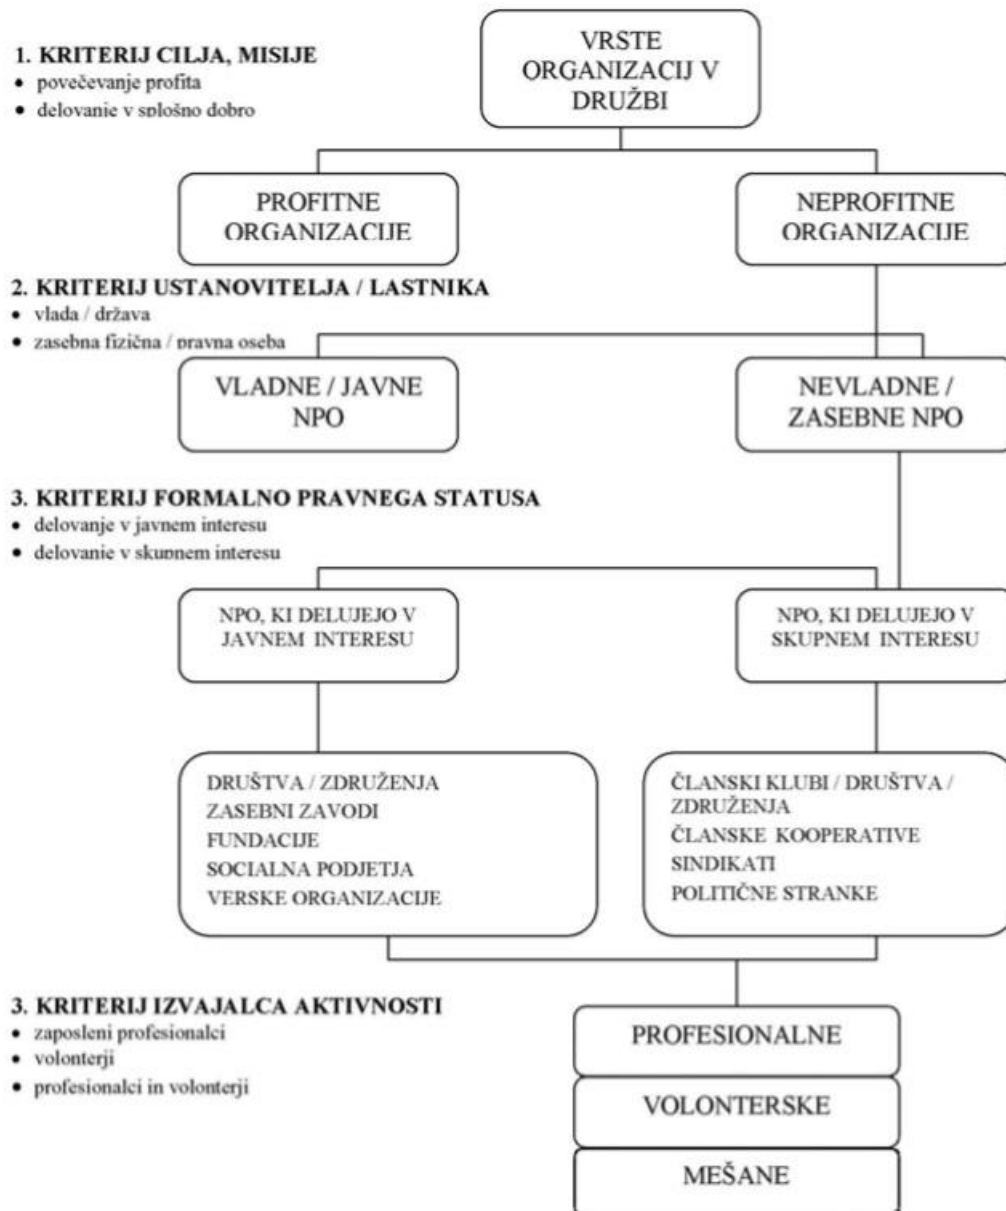 1. KRITERIJ CILJA, MISIJE
• povečevanje profita
• delovanje v splošno dobro
VRSTE
ORGANIZACIJ V
DRUŽBI
PROFITNE
ORGANIZACIJE
NEPROFITNE
ORGANIZACIJE
2. KRITERIJ USTANOVITELJA / LASTNIKA
• vlada / država
• zasebna fizična / pravna oseba
VLADNE / JAVNE
NPO
NEVLADNE /
ZASEBNE NPO
3. KRITERIJ FORMALNO PRAVNEGA STATUSA
• delovanje v javnem interesu
• delovanje v skupnem interesu
NPO, KI DELUJEJO V
JAVNEM INTERESU
NPO, KI DELUJEJO V
SKUPNEM INTERESU
DRUŠTVA / ZDRUŽENJA
ZASEBNI ZAVODI
FUNDACIJE
SOCIALNA PODJETJA
VERSKE ORGANIZACIJE
ČLANSKI KLUBI / DRUŠTVA /
ZDRUŽENJA
ČLANSKE KOOPERATIVE
SINDIKATI
POLITIČNE STRANKE
3. KRITERIJ IZVAJALCA AKTIVNOSTI
• zaposleni profesionalci
• volonterji
• profesionalci in volonterji
PROFESIONALNE
VOLONTERSKE
MEŠANE